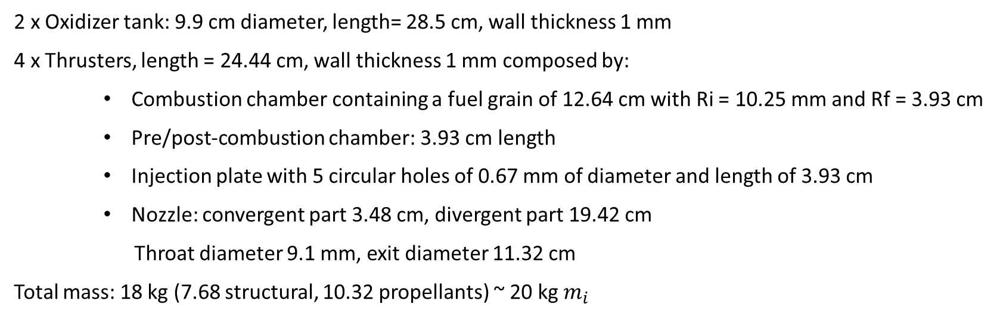 2 x Oxidizer tank: 9.9 cm diameter, length= 28.5 cm, wall thickness 1 mm
4 x Thrusters, length = 24.44 cm, wall thickness 1 mm composed by:
• Combustion chamber containing a fuel grain of 12.64 cm with Ri = 10.25 mm and Rf = 3.93 cm
• Pre/post-combustion chamber: 3.93 cm length
• Injection plate with 5 circular holes of 0.67 mm of diameter and length of 3.93 cm
• Nozzle: convergent part 3.48 cm, divergent part 19.42 cm
Throat diameter 9.1 mm, exit diameter 11.32 cm
Total mass: 18 kg (7.68 structural, 10.32 propellants) ~ 20 kg $m_i$